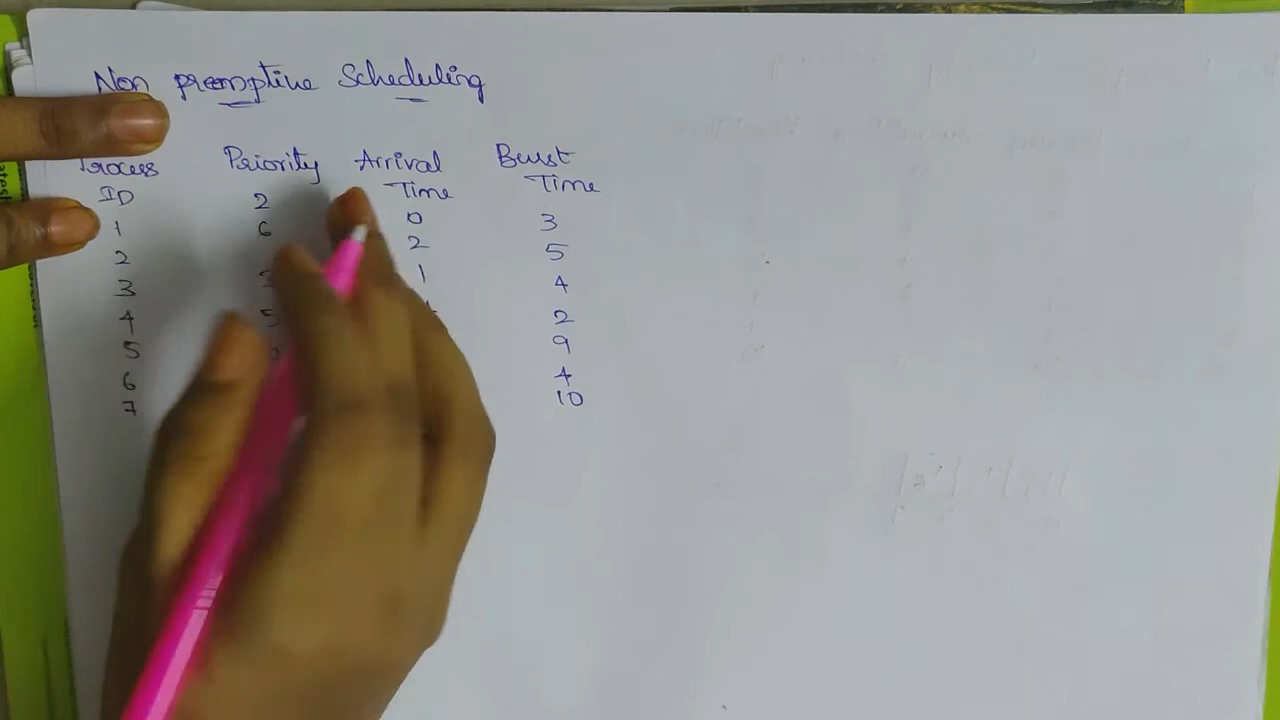 Non preemptive Scheduling
Process Priority Arrival Burst
ID Time Time
2
1 6 0 3
2 2 5
3 1 4
4 5 2
5 9
6 4
7 10